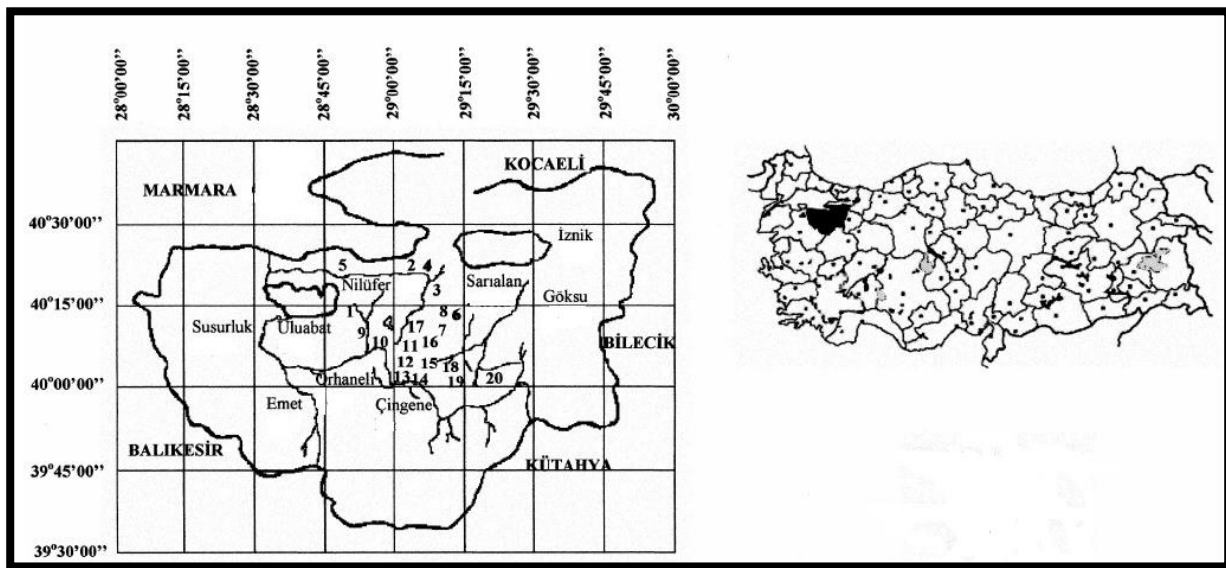 28°00'00’’
28°15'00’’
28°30'00’’
28°45'00’’
29°00'00’’
29°15'00’’
29°30'00’’
29°45'00’’
30°00'00’’
KOCAELİ
MARMARA
40°30'00’’
İznik
5 2 4
Nilüfer 3 Sarıalan
Göksu
40°15'00’’
1 8 6
Susurluk Uluabat 9 4 17 7
10 11 16
BİLECİK
12 15 18
Orhaneli 13 14 19 20
40°00'00’’
Emet Çingene
BALIKESİR
KÜTAHYA
39°45'00’’
39°30'00’’